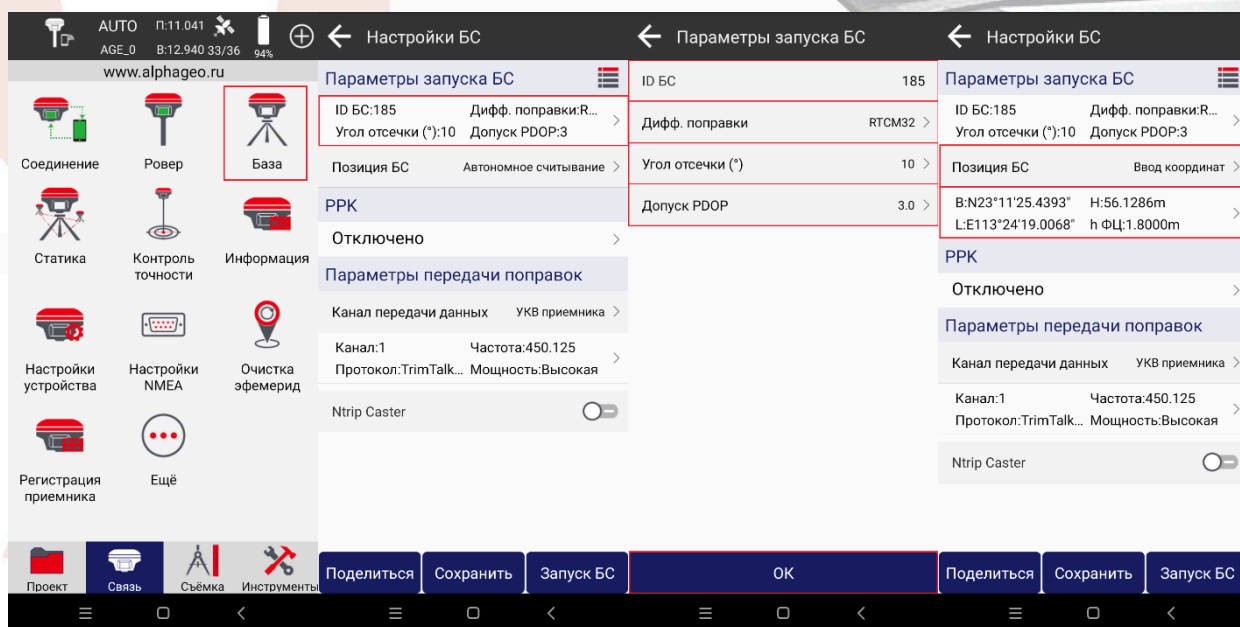 AUTO П:11.041
AGE_0 В:12.940 33/36 94%
www.alphageo.ru
Соединение Ровер База
Статика Контроль точности Информация
Настройки устройства Настройки NMEA Очистка эфемерид
Регистрация приемника Ещё
Проект Связь Съёмка Инструменты
Настройки БС
Параметры запуска БС
ID БС:185 Дифф. поправки:R...
Угол отсечки (°):10 Допуск PDOP:3
Позиция БС Автономное считывание
PPK
Отключено
Параметры передачи поправок
Канал передачи данных УКВ приемника
Канал:1 Частота:450.125
Протокол:TrimTalk... Мощность:Высокая
Ntrip Caster
Поделиться Сохранить Запуск БС
Параметры запуска БС
ID БС 185
Дифф. поправки RTCM32
Угол отсечки (°) 10
Допуск PDOP 3.0
ОК
Настройки БС
Параметры запуска БС
ID БС:185 Дифф. поправки:R...
Угол отсечки (°):10 Допуск PDOP:3
Позиция БС Ввод координат
B:N23°11'25.4393" H:56.1286m
L:E113°24'19.0068" h ФЦ:1.8000m
PPK
Отключено
Параметры передачи поправок
Канал передачи данных УКВ приемника
Канал:1 Частота:450.125
Протокол:TrimTalk... Мощность:Высокая
Ntrip Caster
Поделиться Сохранить Запуск БС